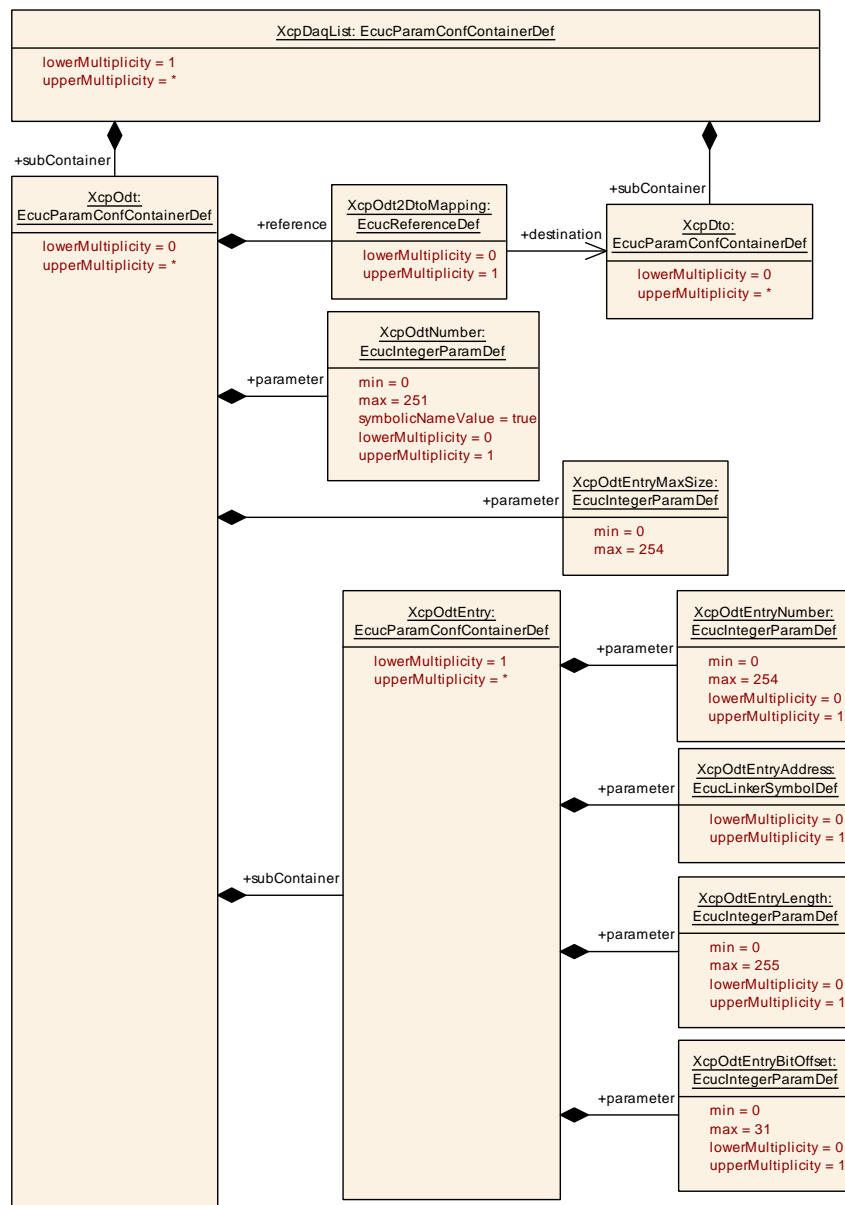 XcpDaqList: EcucParamConfContainerDef
lowerMultiplicity = 1
upperMultiplicity = *
+subContainer
+subContainer
XcpOdt:
EcucParamConfContainerDef
lowerMultiplicity = 0
upperMultiplicity = *
+reference
XcpOdt2DtoMapping:
EcucReferenceDef
lowerMultiplicity = 0
upperMultiplicity = 1
+destination
XcpDto:
EcucParamConfContainerDef
lowerMultiplicity = 0
upperMultiplicity = *
+parameter
XcpOdtNumber:
EcucIntegerParamDef
min = 0
max = 251
symbolicNameValue = true
lowerMultiplicity = 0
upperMultiplicity = 1
+parameter
XcpOdtEntryMaxSize:
EcucIntegerParamDef
min = 0
max = 254
+subContainer
XcpOdtEntry:
EcucParamConfContainerDef
lowerMultiplicity = 1
upperMultiplicity = *
+parameter
XcpOdtEntryNumber:
EcucIntegerParamDef
min = 0
max = 254
lowerMultiplicity = 0
upperMultiplicity = 1
+parameter
XcpOdtEntryAddress:
EcucLinkerSymbolDef
lowerMultiplicity = 0
upperMultiplicity = 1
+parameter
XcpOdtEntryLength:
EcucIntegerParamDef
min = 0
max = 255
lowerMultiplicity = 0
upperMultiplicity = 1
+parameter
XcpOdtEntryBitOffset:
EcucIntegerParamDef
min = 0
max = 31
lowerMultiplicity = 0
upperMultiplicity = 1